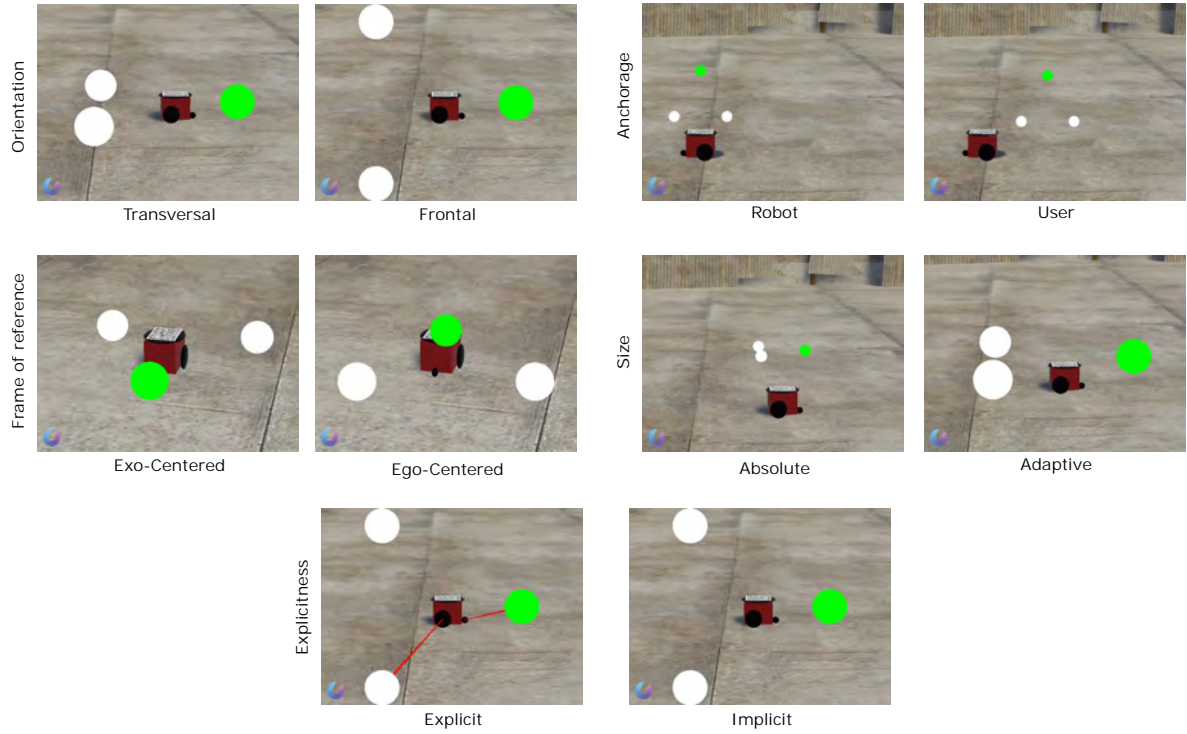 Orientation
Transversal
Frontal
Anchorage
Robot
User
Frame of reference
Exo-Centered
Ego-Centered
Size
Absolute
Adaptive
Explicitness
Explicit
Implicit